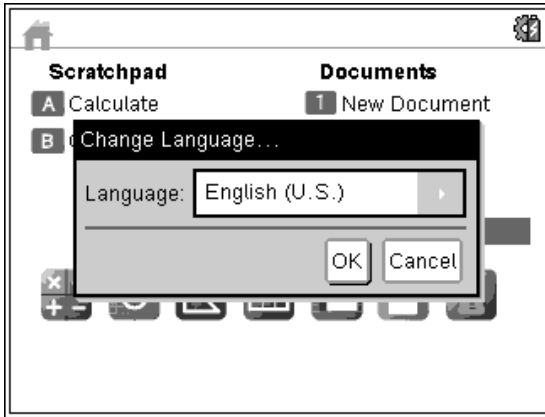 Scratchpad
Documents
A Calculate
1 New Document
B
Change Language...
Language: English (U.S.)
OK Cancel